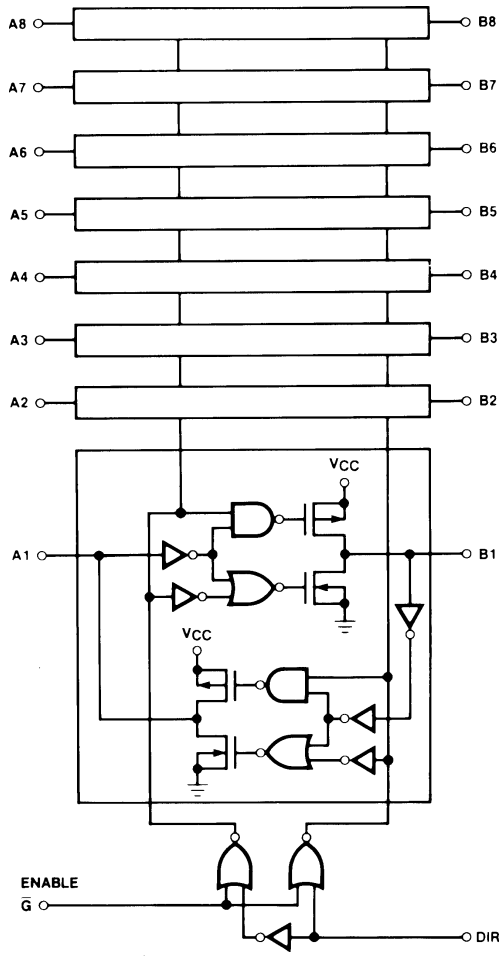 A8 B8
A7 B7
A6 B6
A5 B5
A4 B4
A3 B3
A2 B2
VCC
A1 B1
VCC
ENABLE
G̅
DIR